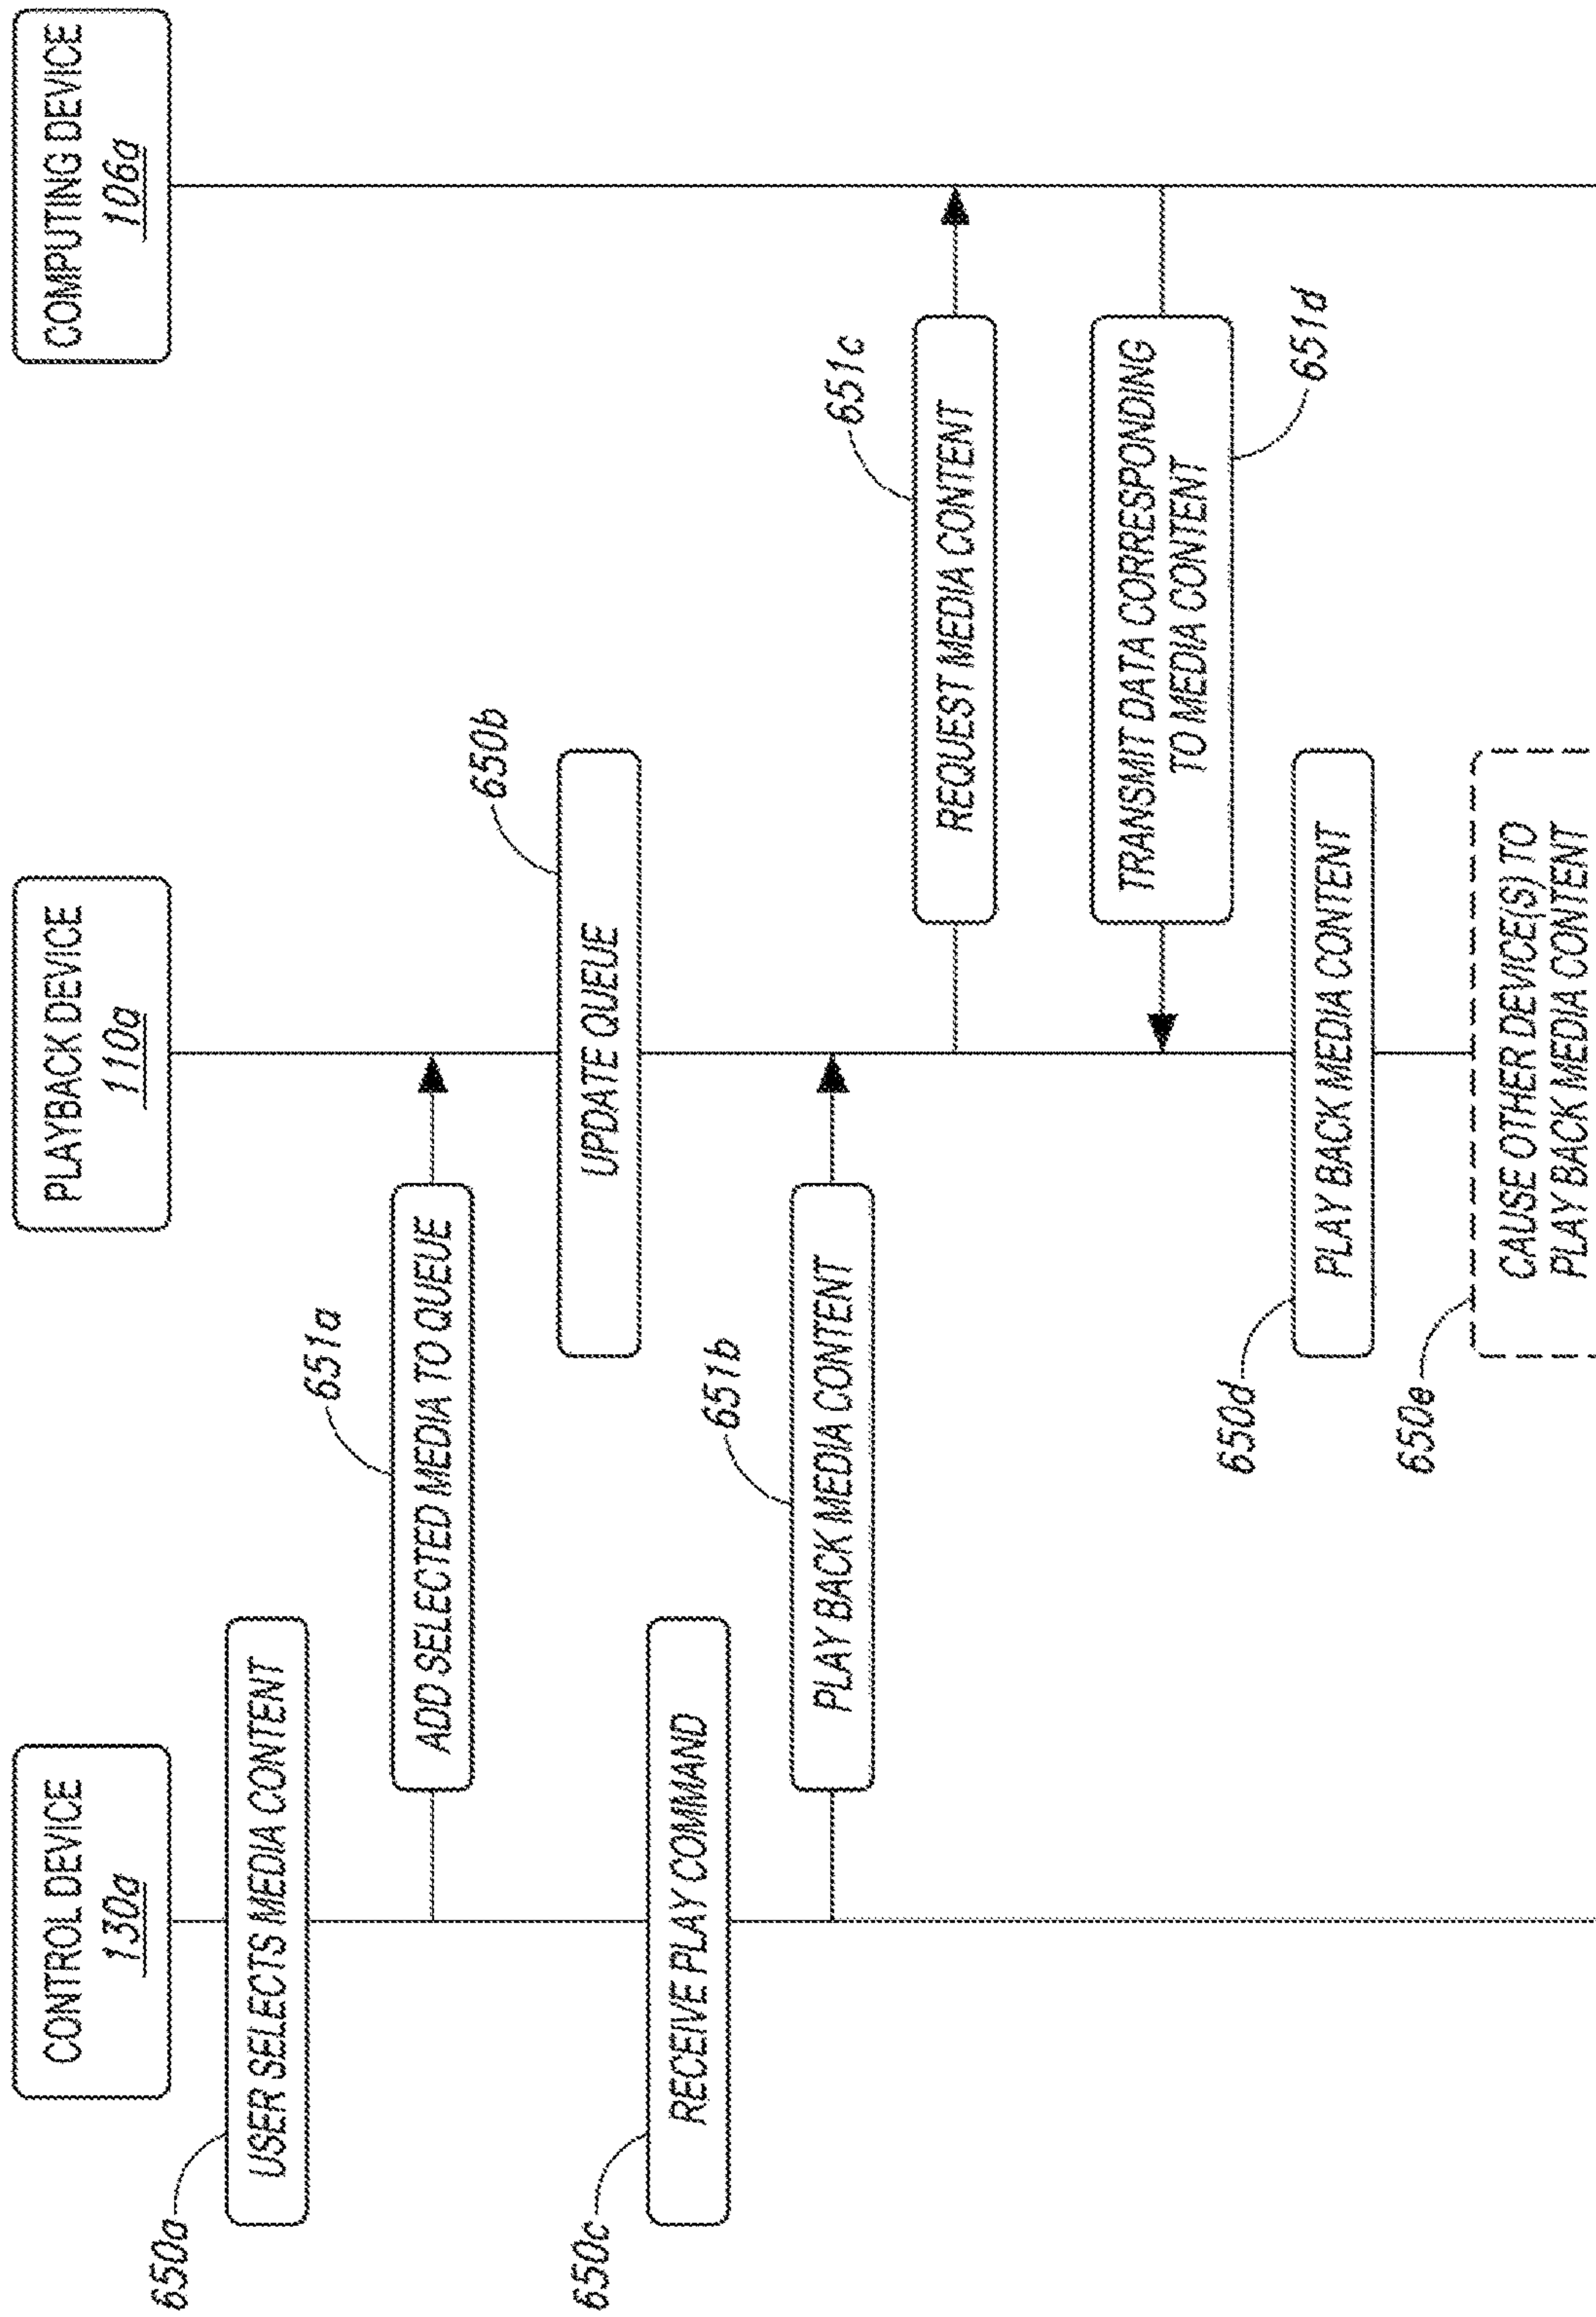 CONTROL DEVICE
130a
PLAYBACK DEVICE
110a
COMPUTING DEVICE
106a
650a
USER SELECTS MEDIA CONTENT
651a
ADD SELECTED MEDIA TO QUEUE
650b
UPDATE QUEUE
650c
RECEIVE PLAY COMMAND
651b
PLAY BACK MEDIA CONTENT
651c
REQUEST MEDIA CONTENT
TRANSMIT DATA CORRESPONDING
TO MEDIA CONTENT
651d
650d
PLAY BACK MEDIA CONTENT
650e
CAUSE OTHER DEVICE(S) TO
PLAY BACK MEDIA CONTENT